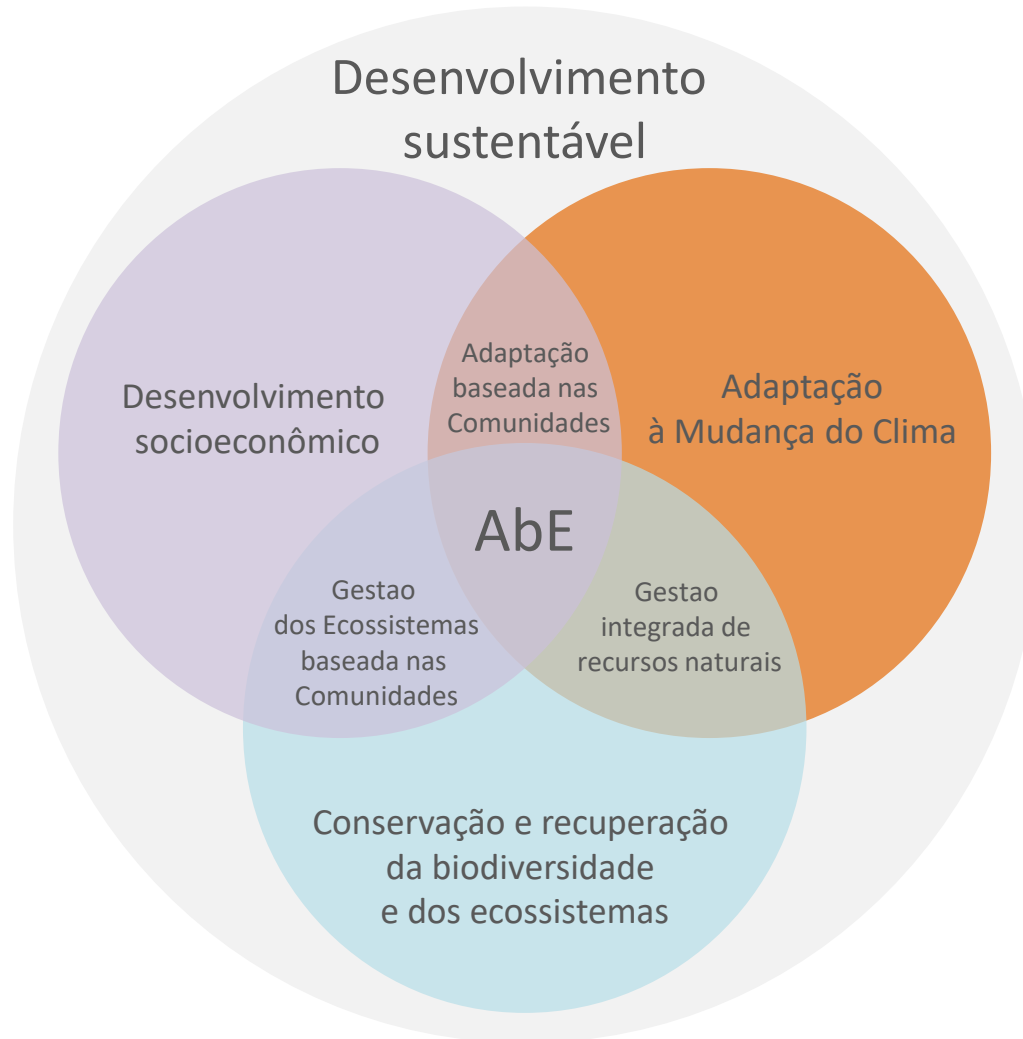 Desenvolvimento
sustentável
Adaptação
baseada nas
Comunidades
Desenvolvimento
socioeconômico
Adaptação
à Mudança do Clima
AbE
Gestao
dos Ecossistemas
baseada nas
Comunidades
Gestao
integrada de
recursos naturais
Conservação e recuperação
da biodiversidade
e dos ecossistemas